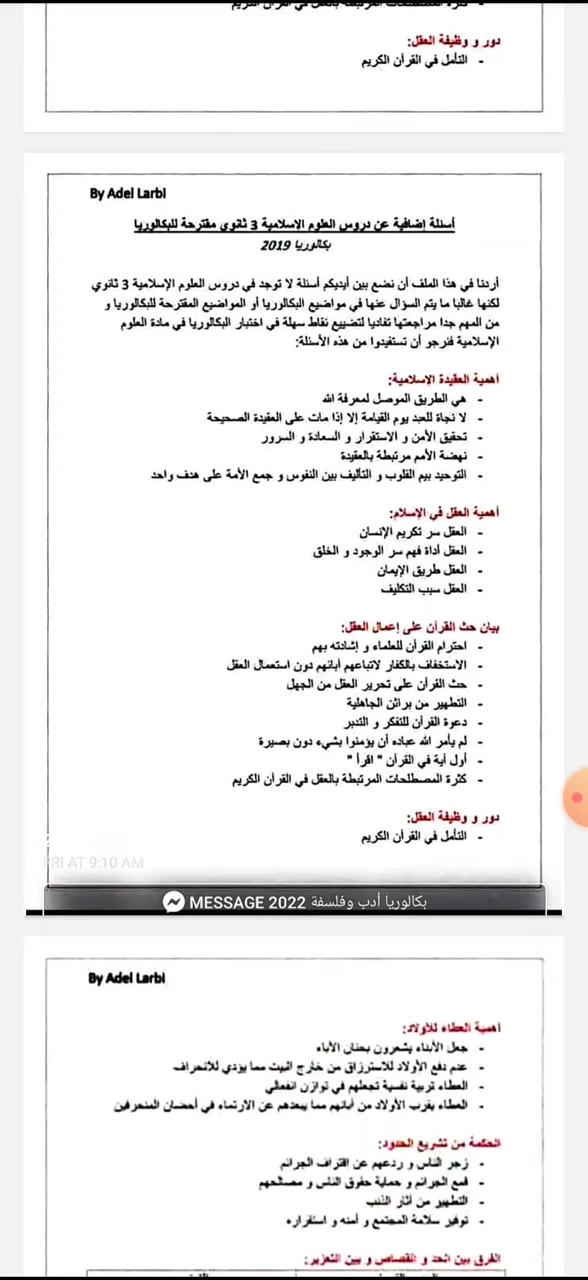 كثرة المصطلحات المرتبطة بالعقل في القرآن الكريم -
دور و وظيفة العقل:
- التأمل في القرآن الكريم
By Adel Larbi
أسئلة إضافية عن دروس العلوم الاسلامية 3 ثانوي مقترحة للبكالوريا
بكالوريا 2019
أردنا في هذا الملف أن نضع بين أيديكم أسئلة لا توجد في دروس العلوم الإسلامية 3 ثانوي
لكنها غالبا ما يتم السؤال عنها في مواضيع البكالوريا أو المواضيع المقترحة للبكالوريا و
من المهم جدا مراجعتها تفاديا لتضييع نقاط سهلة في اختبار البكالوريا في مادة العلوم
الإسلامية فنرجو أن تستفيدوا من هذه الأسئلة:
أهمية العقيدة الاسلامية:
- هي الطريق الموصل لمعرفة الله
- لا نجاة للعبد يوم القيامة إلا إذا مات على العقيدة الصحيحة
- تحقيق الأمن و الاستقرار و السعادة و السرور
- نهضة الأمم مرتبطة بالعقيدة
- التوحيد بيم القلوب و التأليف بين النفوس و جمع الأمة على هدف واحد
أهمية العقل في الإسلام:
- العقل سر تكريم الإنسان
- العقل أداة فهم سر الوجود و الخلق
- العقل طريق الإيمان
- العقل سبب التكليف
بيان حث القرآن على إعمال العقل:
- احترام القرآن للعلماء و إشادته بهم
- الاستخفاف بالكفار لاتباعهم آبائهم دون استعمال العقل
- حث القرآن على تحرير العقل من الجهل
- التطهير من براثن الجاهلية
- دعوة القرآن للتفكر و التدبر
- لم يأمر الله عباده أن يؤمنوا بشيء دون بصيرة
- أول آية في القرآن " اقرأ "
- كثرة المصطلحات المرتبطة بالعقل في القرآن الكريم
دور و وظيفة العقل:
- التأمل في القرآن الكريم
FRI AT 9:10 AM
MESSAGE 2022 بكالوريا أدب وفلسفة
By Adel Larbi
أهمية العطاء للأولاد:
- جعل الأبناء يشعرون بحنان الأباء
- عدم دفع الأولاد للاسترزاق من خارج البيت مما يؤدي للانحراف
- العطاء تربية نفسية تجعلهم في توازن انفعالي
- العطاء يقرب الأولاد من أبائهم مما يبعدهم عن الارتماء في أحضان المنحرفين
الحكمة من تشريع الحدود:
- زجر الناس و ردعهم عن اقتراف الجرائم
- قمع الجرائم و حماية حقوق الناس و مصالحهم
- التطهير من أثار الذنب
- توفير سلامة المجتمع و أمنه و استقراره
الفرق بين الحد و القصاص و بين التعزير: